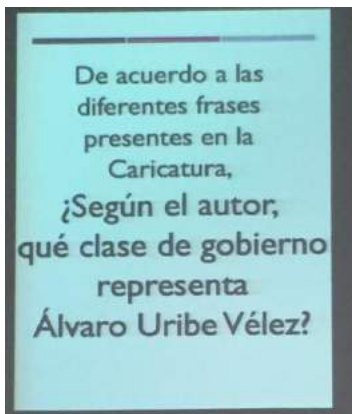 De acuerdo a las
diferentes frases
presentes en la
Caricatura,
¿Según el autor,
qué clase de gobierno
representa
Álvaro Uribe Vélez?